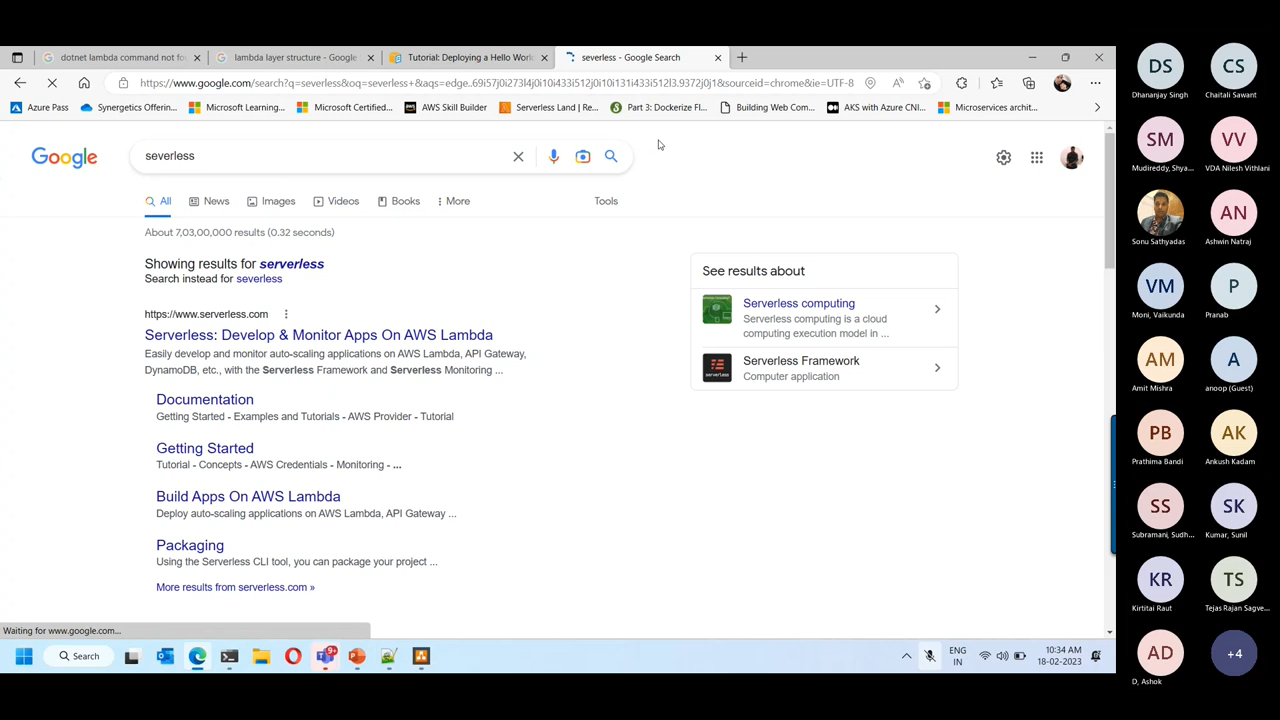 dotnet lambda command not fo
lambda layer structure - Google
Tutorial: Deploying a Hello Worl
severless - Google Search
https://www.google.com/search?q=severless&oq=severless+&aqs=edge..69i57j0i273l4j0i10i433i512j0i10i131i433i512l3.9372j0j1&sourceid=chrome&ie=UTF-8
Azure Pass
Synergetics Offerin...
Microsoft Learning...
Microsoft Certified...
AWS Skill Builder
Serverless Land | Re...
Part 3: Dockerize Fl...
Building Web Com...
AKS with Azure CNI...
Microservices archit...
Google
severless
All
News
Images
Videos
Books
More
Tools
About 7,03,00,000 results (0.32 seconds)
Showing results for serverless
Search instead for severless
https://www.serverless.com
Serverless: Develop & Monitor Apps On AWS Lambda
Easily develop and monitor auto-scaling applications on AWS Lambda, API Gateway,
DynamoDB, etc., with the Serverless Framework and Serverless Monitoring ...
Documentation
Getting Started - Examples and Tutorials - AWS Provider - Tutorial
Getting Started
Tutorial - Concepts - AWS Credentials - Monitoring - ...
Build Apps On AWS Lambda
Deploy auto-scaling applications on AWS Lambda, API Gateway ...
Packaging
Using the Serverless CLI tool, you can package your project ...
More results from serverless.com »
See results about
Serverless computing
Serverless computing is a cloud
computing execution model in ...
Serverless Framework
Computer application
Waiting for www.google.com...
Search
9+
ENG
IN
10:34 AM
18-02-2023
DS
Dhananjay Singh
CS
Chaitali Sawant
SM
Mudireddy, Shya...
VV
VDA Nilesh Vithlani
Sonu Sathyadas
AN
Ashwin Natraj
VM
Moni, Vaikunda
P
Pranab
AM
Amit Mishra
A
anoop (Guest)
PB
Prathima Bandi
AK
Ankush Kadam
SS
Subramani, Sudh...
SK
Kumar, Sunil
KR
Kirtitai Raut
TS
Tejas Rajan Sagve...
AD
D, Ashok
+4